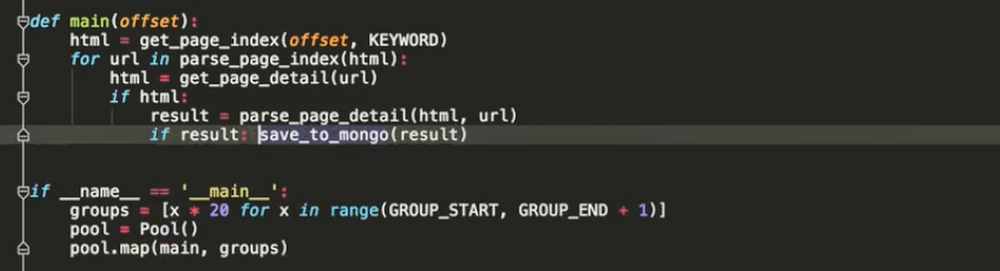 def main(offset):
    html = get_page_index(offset, KEYWORD)
    for url in parse_page_index(html):
        html = get_page_detail(url)
        if html:
            result = parse_page_detail(html, url)
            if result: save_to_mongo(result)
if __name__ == '__main__':
    groups = [x * 20 for x in range(GROUP_START, GROUP_END + 1)]
    pool = Pool()
    pool.map(main, groups)